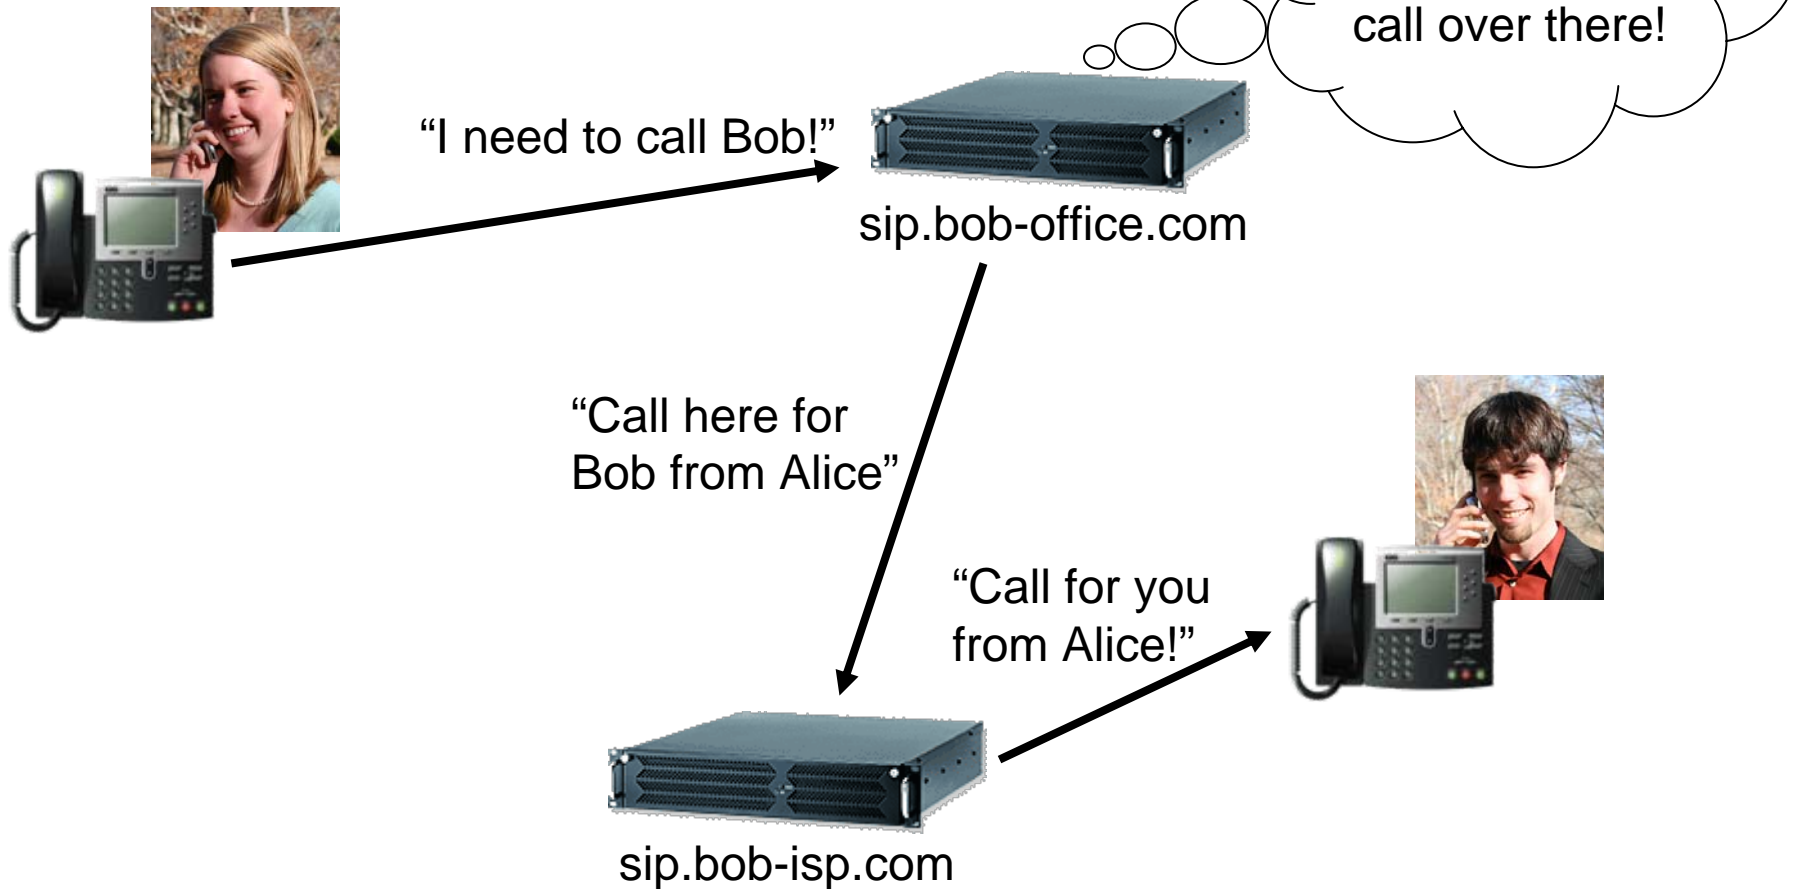 call over there!
“I need to call Bob!”
sip.bob-office.com
“Call here for
Bob from Alice”
“Call for you
from Alice!”
sip.bob-isp.com